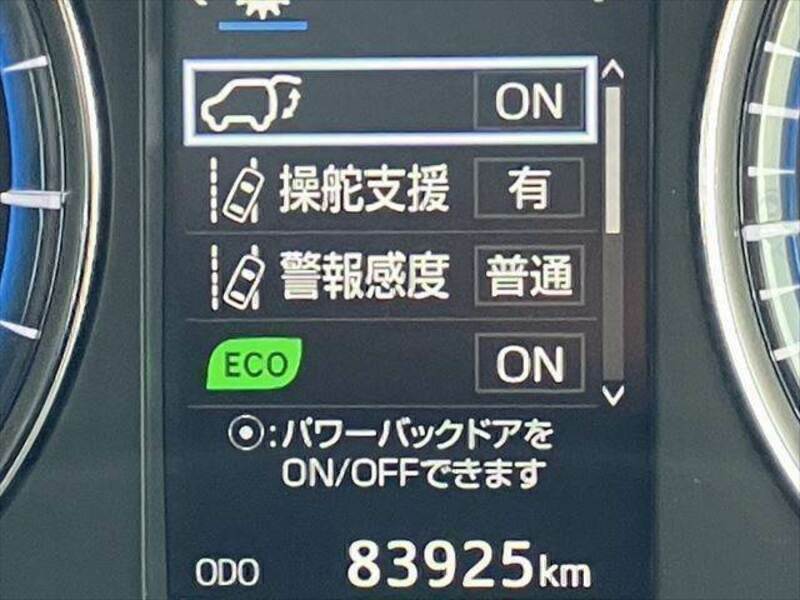 ON
操舵支援 有
警報感度 普通
ECO ON
⦿:パワーバックドアを
ON/OFFできます
ODO 83925km